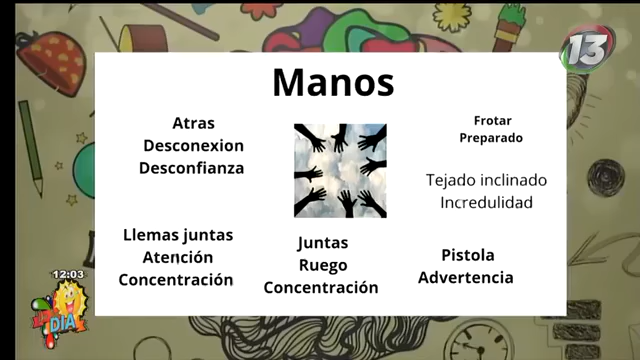 13
Manos
Atras
Desconexion
Desconfianza
Frotar
Preparado
Tejado inclinado
Incredulidad
Llemas juntas
Atención
Concentración
Juntas
Ruego
Concentración
Pistola
Advertencia
12:03
DIA